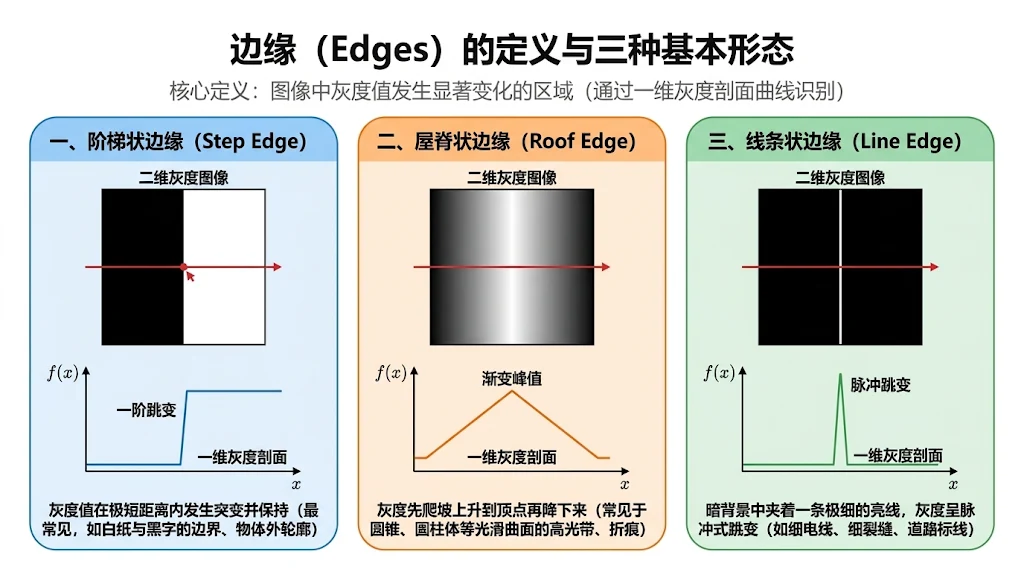 边缘（Edges）的定义与三种基本形态
核心定义：图像中灰度值发生显著变化的区域（通过一维灰度剖面曲线识别）
一、阶梯状边缘（Step Edge）
二维灰度图像
f(x)
一阶跳变
一维灰度剖面
x
灰度值在极短距离内发生突变并保持（最
常见，如白纸与黑字的边界、物体外轮廓）
二、屋脊状边缘（Roof Edge）
二维灰度图像
f(x)
渐变峰值
一维灰度剖面
x
灰度先爬坡上升到顶点再降下来（常见于
圆锥、圆柱体等光滑曲面的高光带、折痕）
三、线条状边缘（Line Edge）
二维灰度图像
f(x)
脉冲跳变
一维灰度剖面
x
暗背景中夹着一条极细的亮线，灰度呈脉
冲式跳变（如细电线、细裂缝、道路标线）